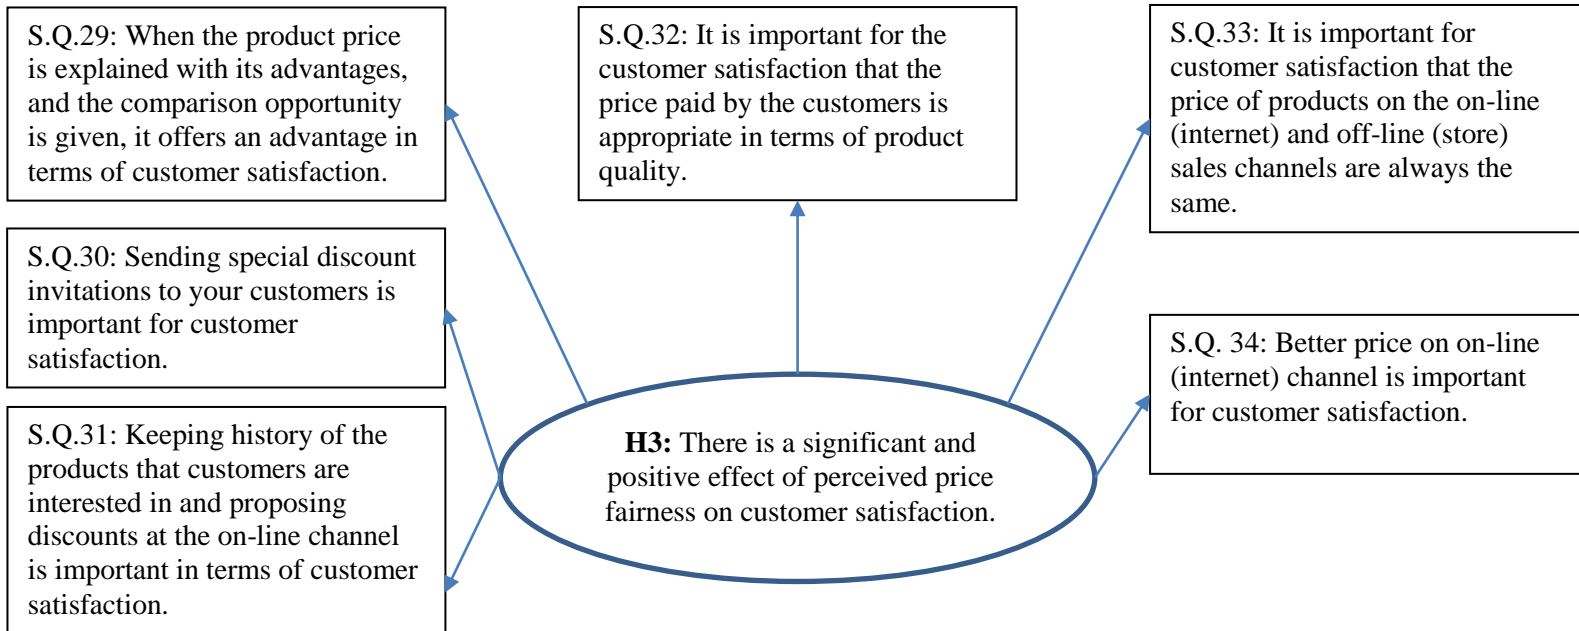 S.Q.29: When the product price
is explained with its advantages,
and the comparison opportunity
is given, it offers an advantage in
terms of customer satisfaction.
S.Q.32: It is important for the
customer satisfaction that the
price paid by the customers is
appropriate in terms of product
quality.
S.Q.33: It is important for
customer satisfaction that the
price of products on the on-line
(internet) and off-line (store)
sales channels are always the
same.
S.Q.30: Sending special discount
invitations to your customers is
important for customer
satisfaction.
S.Q. 34: Better price on on-line
(internet) channel is important
for customer satisfaction.
S.Q.31: Keeping history of the
products that customers are
interested in and proposing
discounts at the on-line channel
is important in terms of customer
satisfaction.
H3: There is a significant and
positive effect of perceived price
fairness on customer satisfaction.